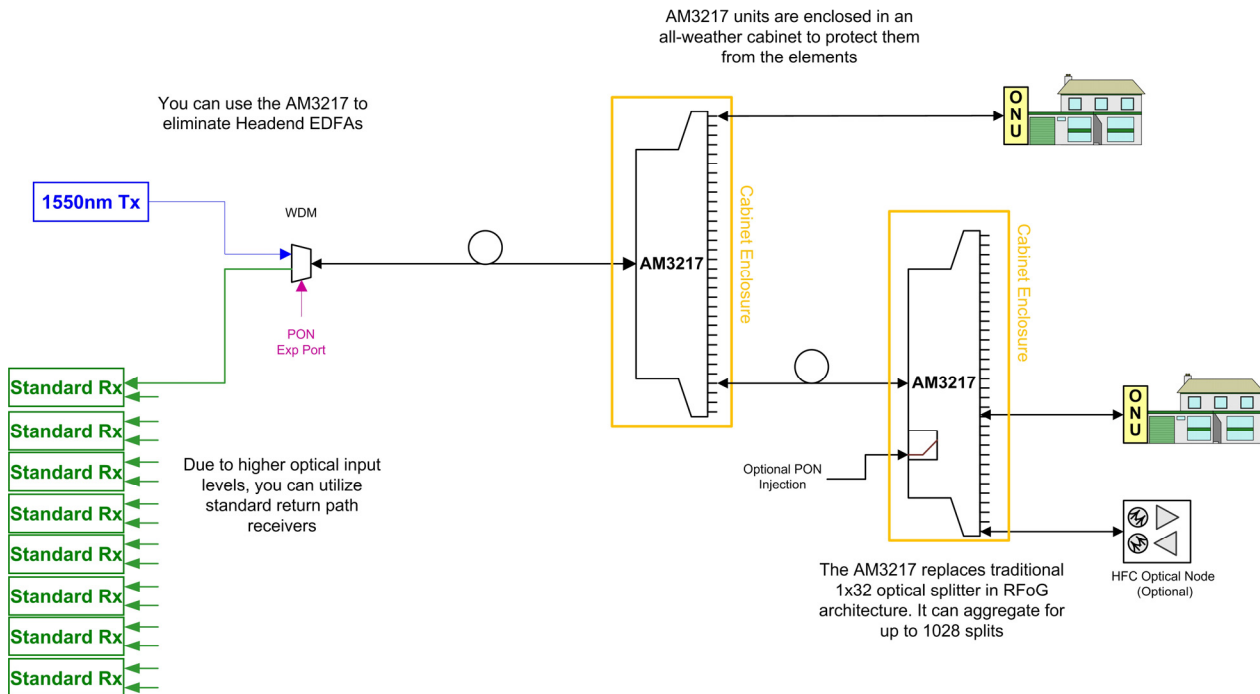 AM3217 units are enclosed in an
all-weather cabinet to protect them
from the elements
You can use the AM3217 to
eliminate Headend EDFAs
O
N
U
1550nm Tx
WDM
Cabinet Enclosure
AM3217
Cabinet Enclosure
PON
Exp Port
Standard Rx
Standard Rx
Standard Rx
Standard Rx
Standard Rx
Standard Rx
Standard Rx
Standard Rx
Due to higher optical input
levels, you can utilize
standard return path
receivers
AM3217
O
N
U
Optional PON
Injection
HFC Optical Node
(Optional)
The AM3217 replaces traditional
1x32 optical splitter in RFoG
architecture. It can aggregate for
up to 1028 splits